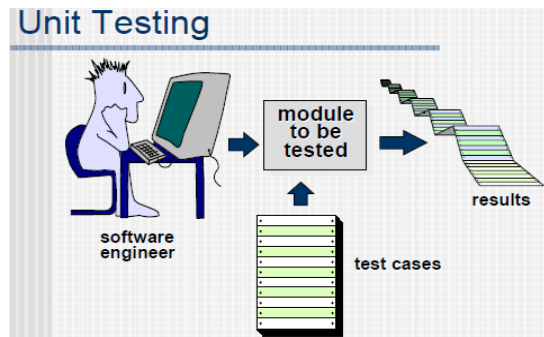 Unit Testing
module
to be
tested
results
software
engineer
test cases